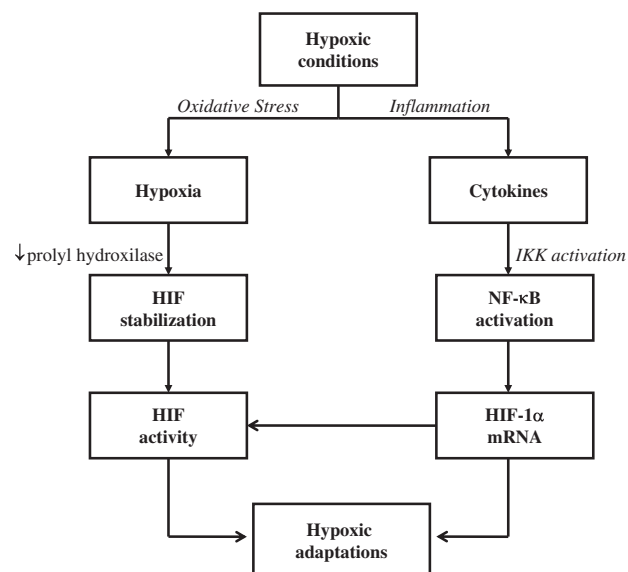 Hypoxic
conditions
Oxidative Stress
Inflammation
Hypoxia
Cytokines
↓prolyl hydroxilase
IKK activation
HIF
stabilization
NF-κB
activation
HIF
activity
HIF-1α
mRNA
Hypoxic
adaptations